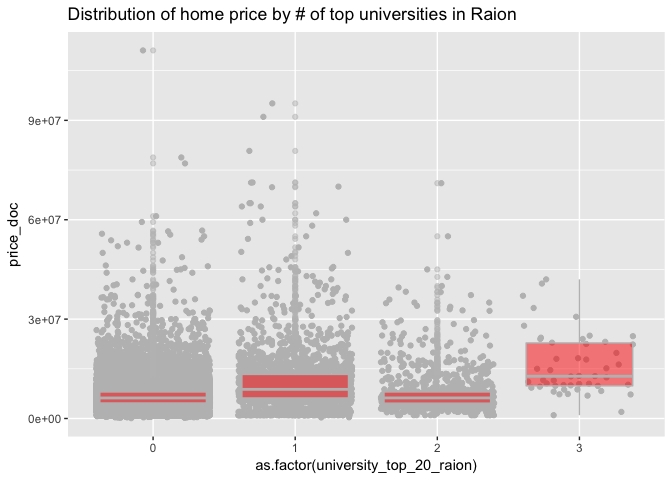 Distribution of home price by # of top universities in Raion
price_doc
9e+07
6e+07
3e+07
0e+00
0 1 2 3
as.factor(university_top_20_raion)